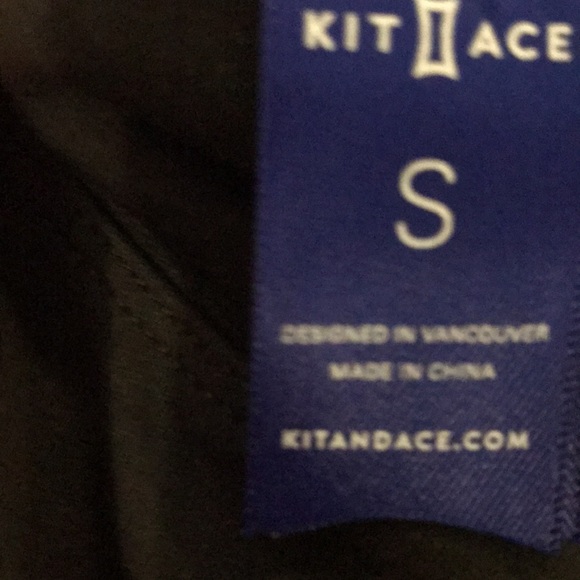 KIT ACE
S
DESIGNED IN VANCOUVER
MADE IN CHINA
KITANDACE.COM